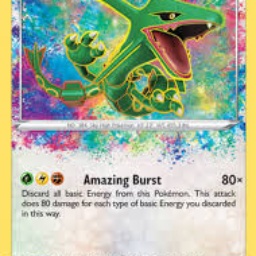 Amazing Burst 80×
Discard all basic Energy from this Pokémon. This attack
does 80 damage for each type of basic Energy you discarded
in this way.